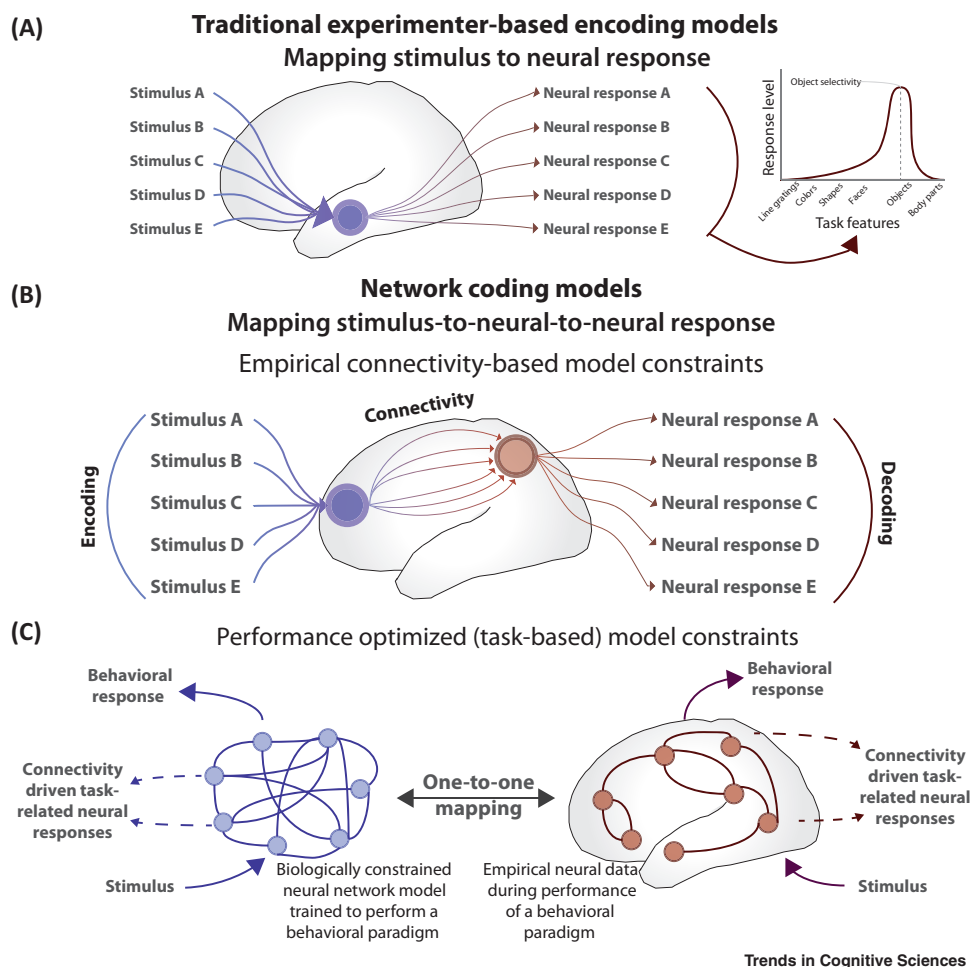 (A)
Traditional experimenter-based encoding models
Mapping stimulus to neural response
Stimulus A
Stimulus B
Stimulus C
Stimulus D
Stimulus E
Neural response A
Neural response B
Neural response C
Neural response D
Neural response E
Response level
Object selectivity
Line gratings
Colors
Shapes
Faces
Objects
Body parts
Task features
(B)
Network coding models
Mapping stimulus-to-neural-to-neural response
Empirical connectivity-based model constraints
Encoding
Stimulus A
Stimulus B
Stimulus C
Stimulus D
Stimulus E
Connectivity
Neural response A
Neural response B
Neural response C
Neural response D
Neural response E
Decoding
(C)
Performance optimized (task-based) model constraints
Behavioral
response
Connectivity
driven task-
related neural
responses
Stimulus
Biologically constrained
neural network model
trained to perform a
behavioral paradigm
One-to-one
mapping
Behavioral
response
Connectivity
driven task-
related neural
responses
Stimulus
Empirical neural data
during performance
of a behavioral
paradigm
Trends in Cognitive Sciences